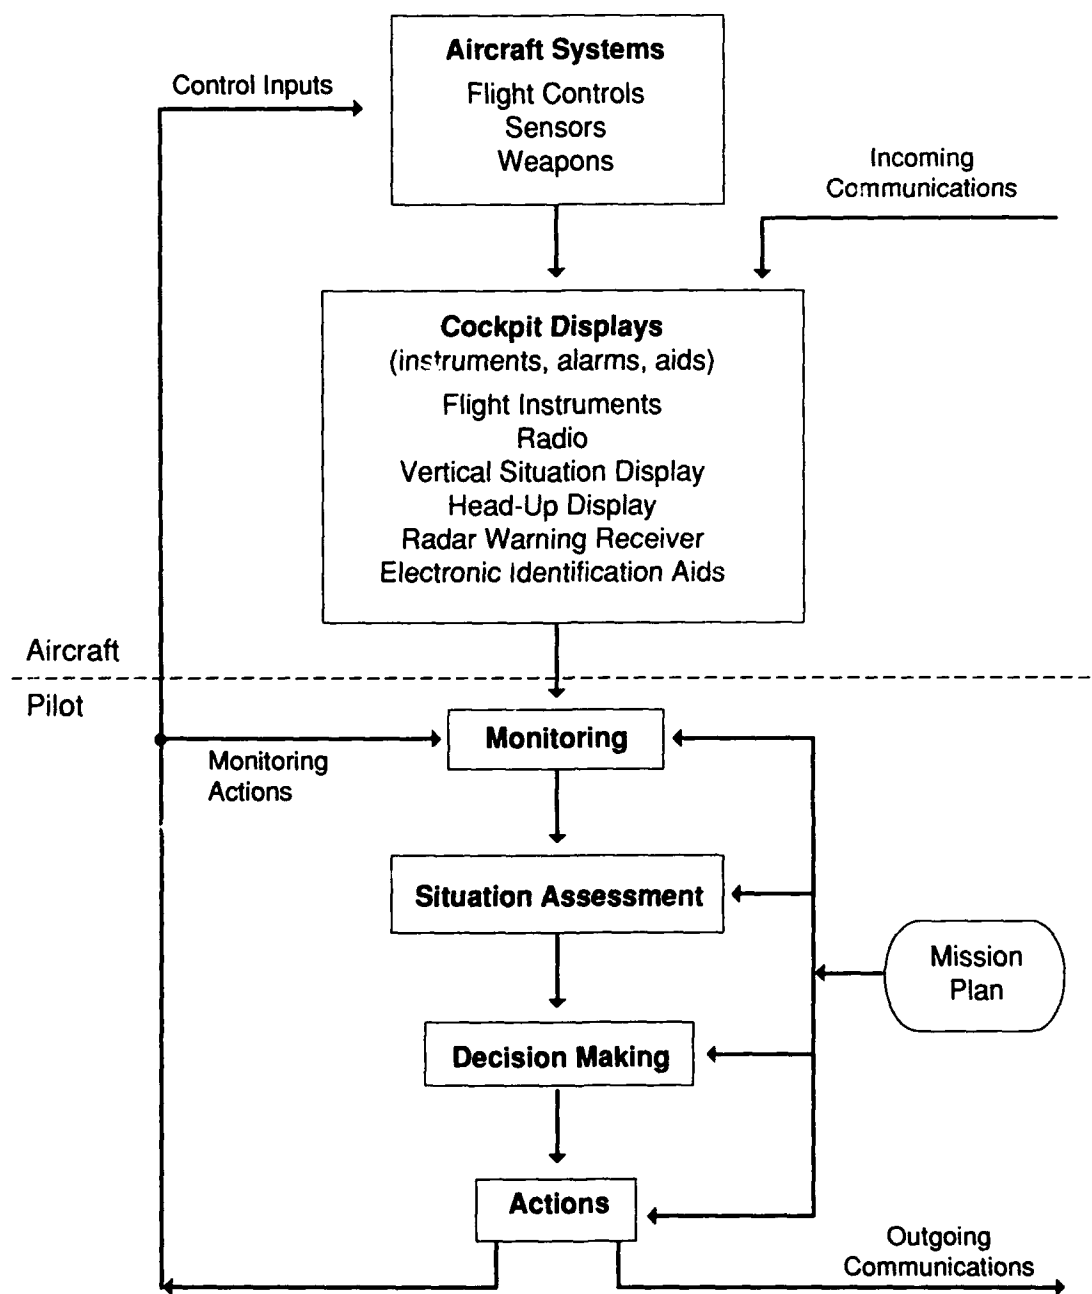 Aircraft Systems
Flight Controls
Sensors
Weapons
Control Inputs
Incoming
Communications
Cockpit Displays
(instruments, alarms, aids)
Flight Instruments
Radio
Vertical Situation Display
Head-Up Display
Radar Warning Receiver
Electronic Identification Aids
Aircraft
Pilot
Monitoring
Monitoring
Actions
Situation Assessment
Mission
Plan
Decision Making
Actions
Outgoing
Communications